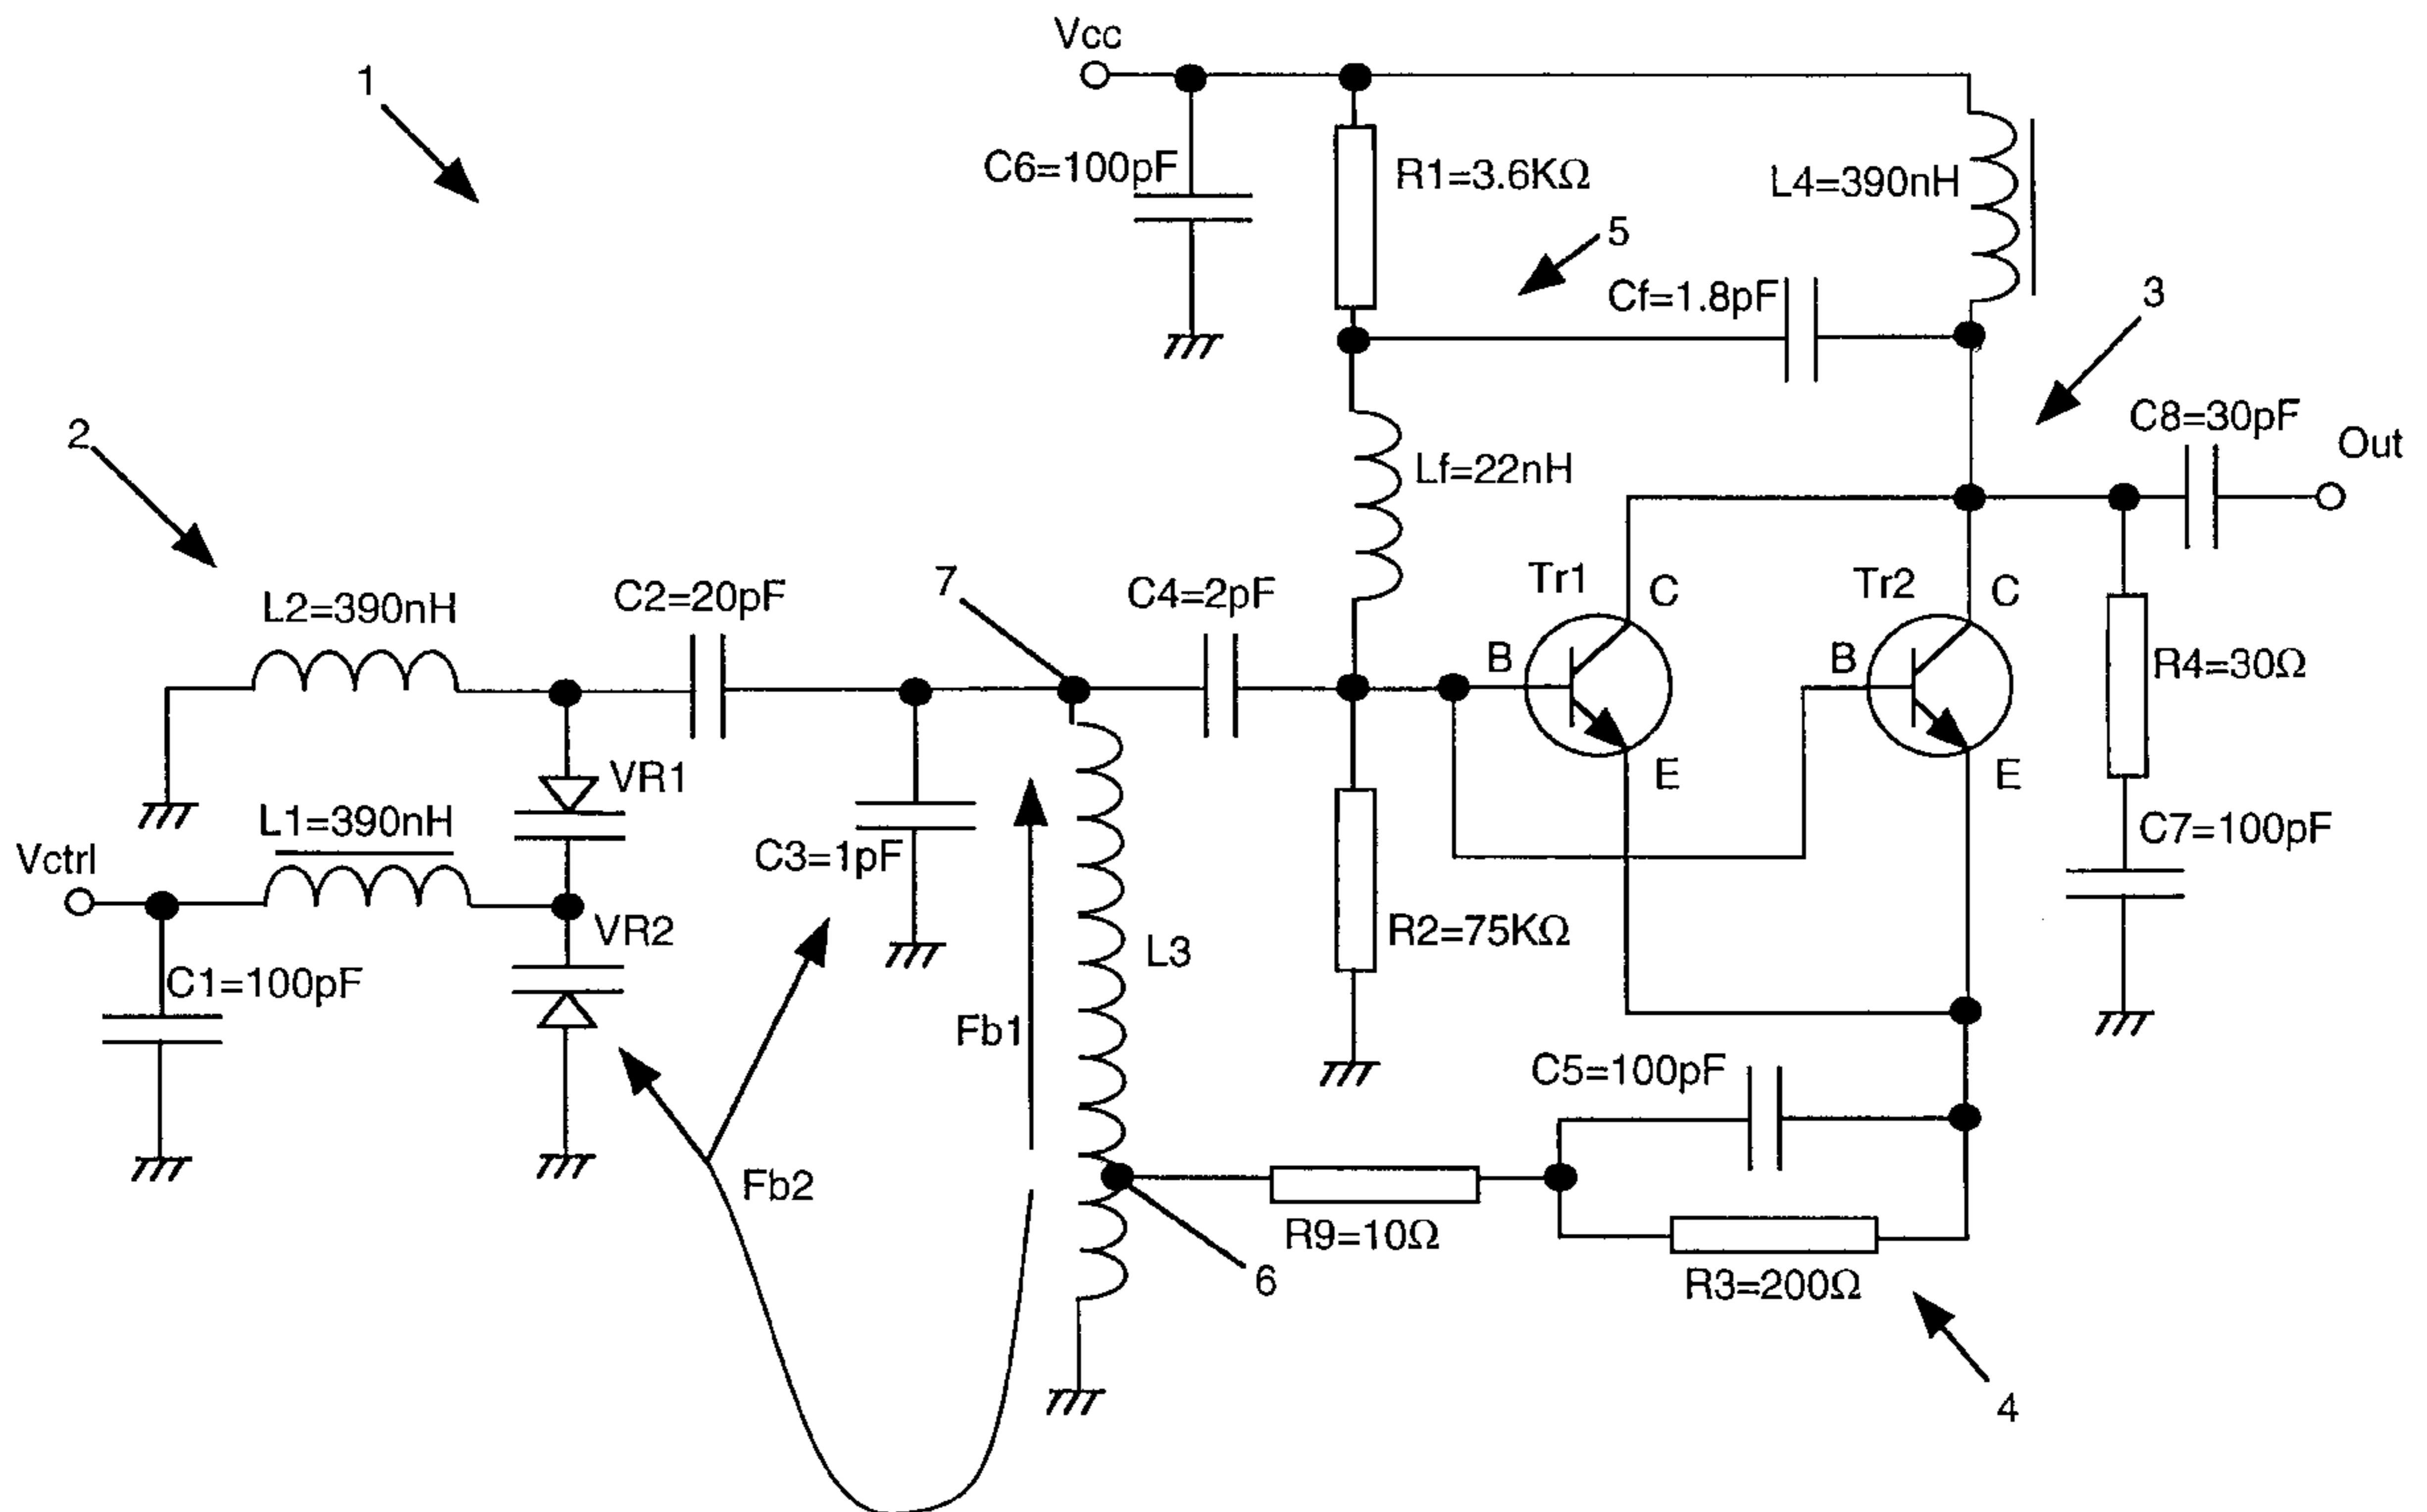 Vcc
1
C6=100pF
R1=3.6KΩ
L4=390nH
5
Cf=1.8pF
3
C8=30pF
Out
2
Lf=22nH
L2=390nH
C2=20pF
7
C4=2pF
Tr1
C
Tr2
C
B
B
R4=30Ω
VR1
E
E
L1=390nH
C3=1pF
C7=100pF
Vctrl
VR2
L3
R2=75KΩ
C1=100pF
Fb1
C5=100pF
Fb2
R9=10Ω
6
R3=200Ω
4